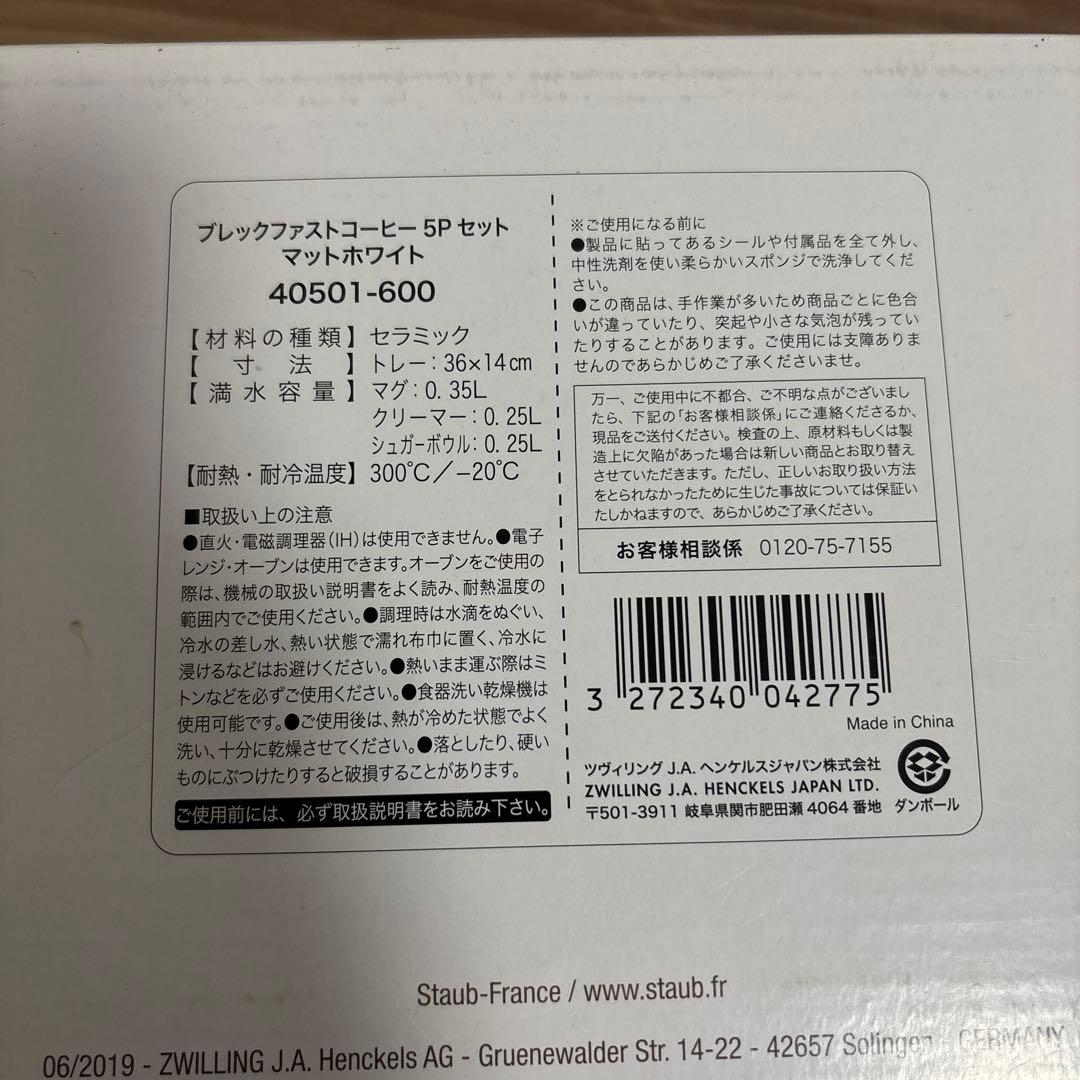 ブレックファストコーヒー 5P セット
マットホワイト
40501-600
【材料の種類】セラミック
【寸法】トレー：36×14cm
【満水容量】マグ：0.35L
クリーマー：0.25L
シュガーボウル：0.25L
【耐熱・耐冷温度】300℃／−20℃
■取扱い上の注意
●直火・電磁調理器(IH)は使用できません。●電子
レンジ・オーブンは使用できます。オーブンをご使用の
際は、機械の取扱い説明書をよく読み、耐熱温度の
範囲内でご使用ください。●調理時は水滴をぬぐい、
冷水の差し水、熱い状態で濡れ布巾に置く、冷水に
浸けるなどはお避けください。●熱いまま運ぶ際はミ
トンなどを必ずご使用ください。●食器洗い乾燥機は
使用可能です。●ご使用後は、熱が冷めた状態でよく
洗い、十分に乾燥させてください。●落としたり、硬い
ものにぶつけたりすると破損することがあります。
ご使用前には、必ず取扱説明書をお読み下さい。
※ご使用になる前に
●製品に貼ってあるシールや付属品を全て外し、
中性洗剤を使い柔らかいスポンジで洗浄してくだ
さい。
●この商品は、手作業が多いため商品ごとに色合
いが違っていたり、突起や小さな気泡が残ってい
たりすることがあります。ご使用には支障ありま
せんのであらかじめご了承くださいませ。
万一、ご使用中に不都合、ご不明な点がございまし
たら、下記の「お客様相談係」にご連絡くださるか、
現品をご送付ください。検査の上、原材料もしくは製
造上に欠陥があった場合は新しい商品とお取り替え
させていただきます。ただし、正しいお取り扱い方法
をとられなかったために生じた事故については保証い
たしかねますので、あらかじめご了承ください。
お客様相談係 0120-75-7155
3 272340 042775
Made in China
ツヴィリング J.A. ヘンケルスジャパン株式会社
ZWILLING J.A. HENCKELS JAPAN LTD.
〒501-3911 岐阜県関市肥田瀬 4064 番地
ダンボール
Staub-France / www.staub.fr
06/2019 - ZWILLING J.A. Henckels AG - Gruenewalder Str. 14-22 - 42657 Solingen - GERMANY